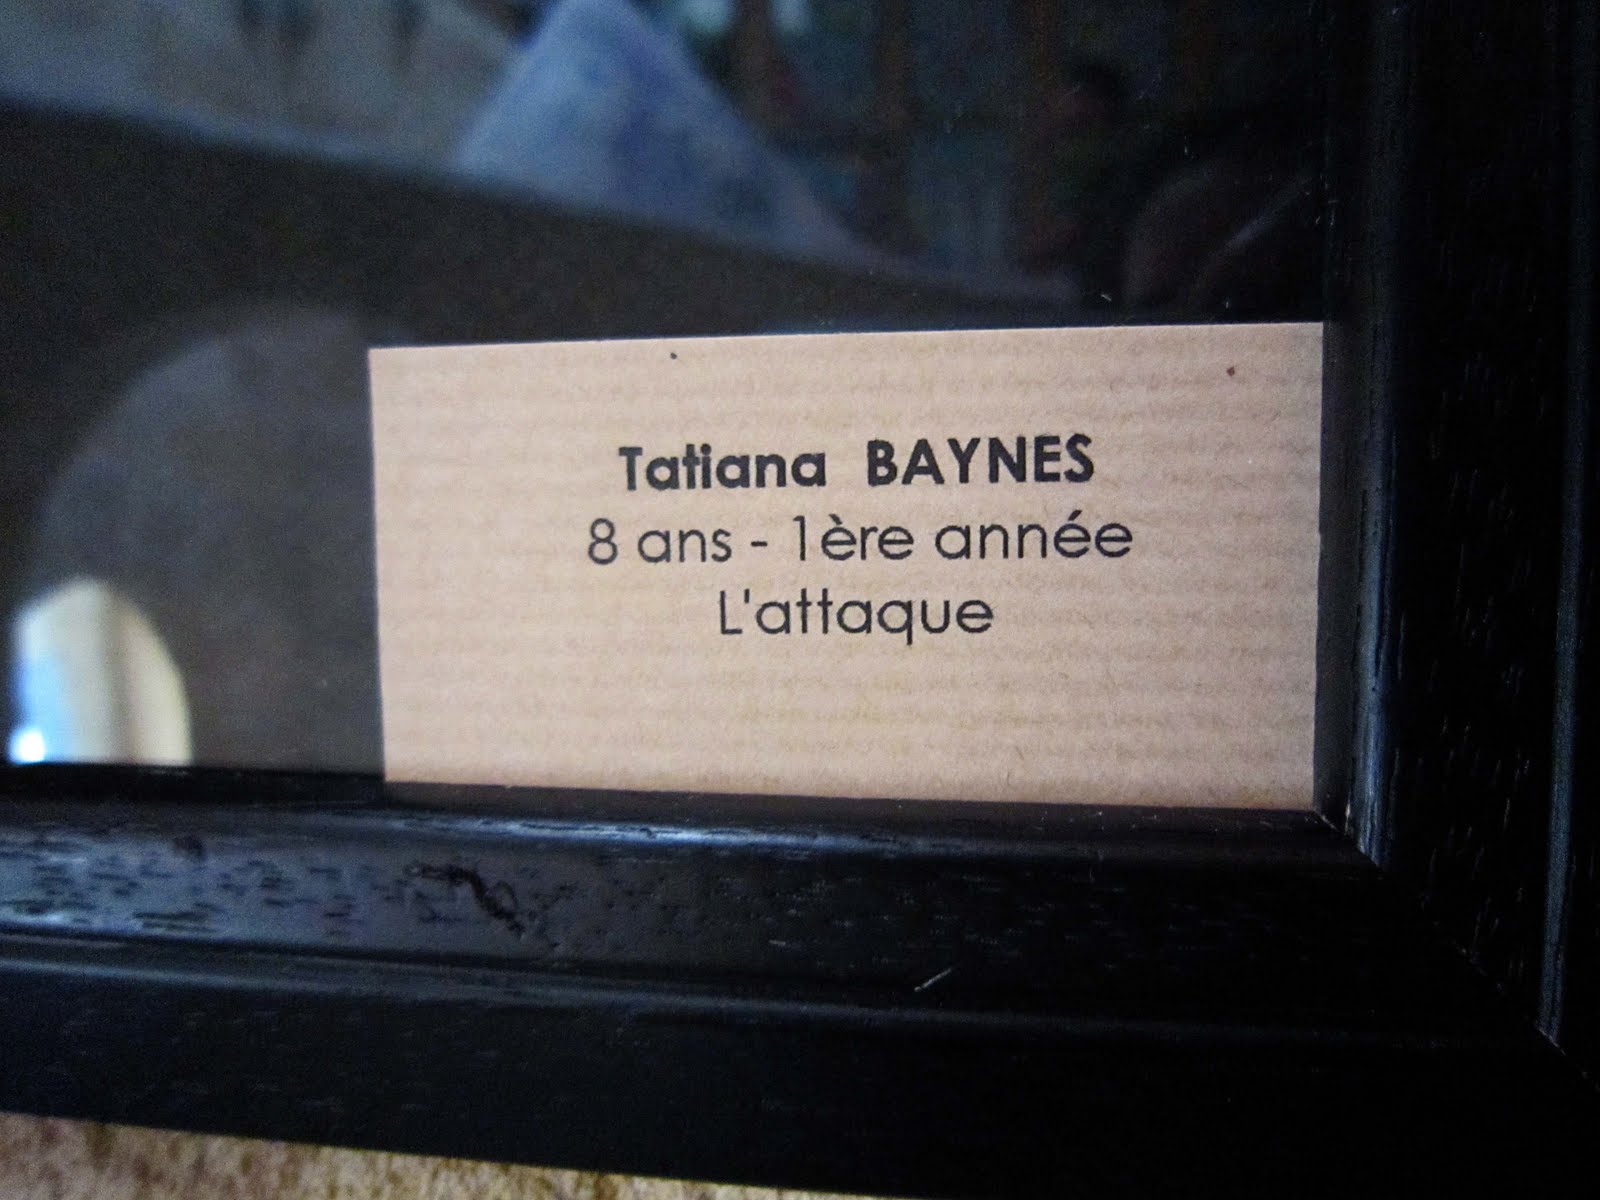 Tatiana BAYNES
8 ans - 1ère année
L'attaque